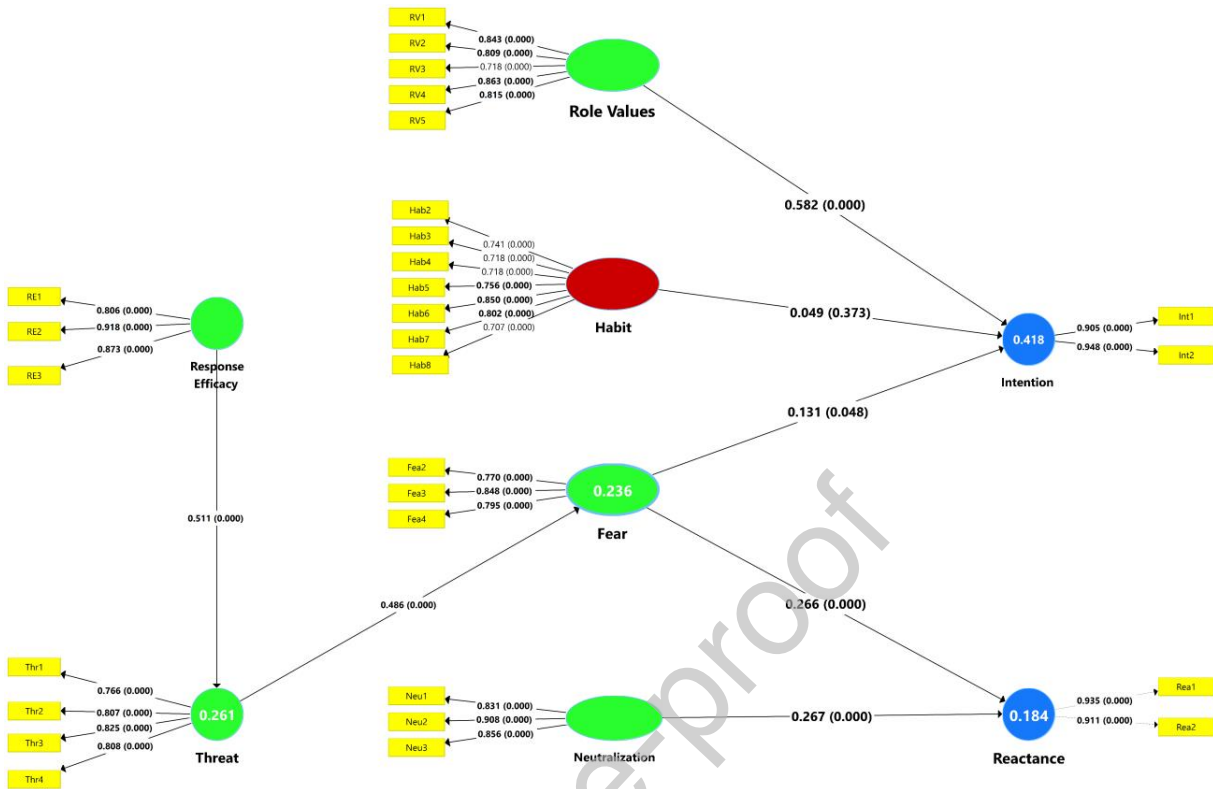 RV1
RV2
RV3
RV4
RV5
0.843 (0.000)
0.809 (0.000)
0.718 (0.000)
0.863 (0.000)
0.815 (0.000)
Role Values
0.582 (0.000)
Hab2
Hab3
Hab4
Hab5
Hab6
Hab7
Hab8
0.741 (0.000)
0.718 (0.000)
0.718 (0.000)
0.756 (0.000)
0.850 (0.000)
0.802 (0.000)
0.707 (0.000)
Habit
0.049 (0.373)
RE1
RE2
RE3
0.806 (0.000)
0.918 (0.000)
0.873 (0.000)
Response
Efficacy
0.511 (0.000)
0.418
Intention
0.905 (0.000)
0.948 (0.000)
Int1
Int2
0.131 (0.048)
Fea2
Fea3
Fea4
0.770 (0.000)
0.848 (0.000)
0.795 (0.000)
0.236
Fear
0.486 (0.000)
0.266 (0.000)
Thr1
Thr2
Thr3
Thr4
0.766 (0.000)
0.807 (0.000)
0.825 (0.000)
0.808 (0.000)
0.261
Threat
Neu1
Neu2
Neu3
0.831 (0.000)
0.908 (0.000)
0.856 (0.000)
Neutralization
0.267 (0.000)
0.184
Reactance
0.935 (0.000)
0.911 (0.000)
Rea1
Rea2
e-proof